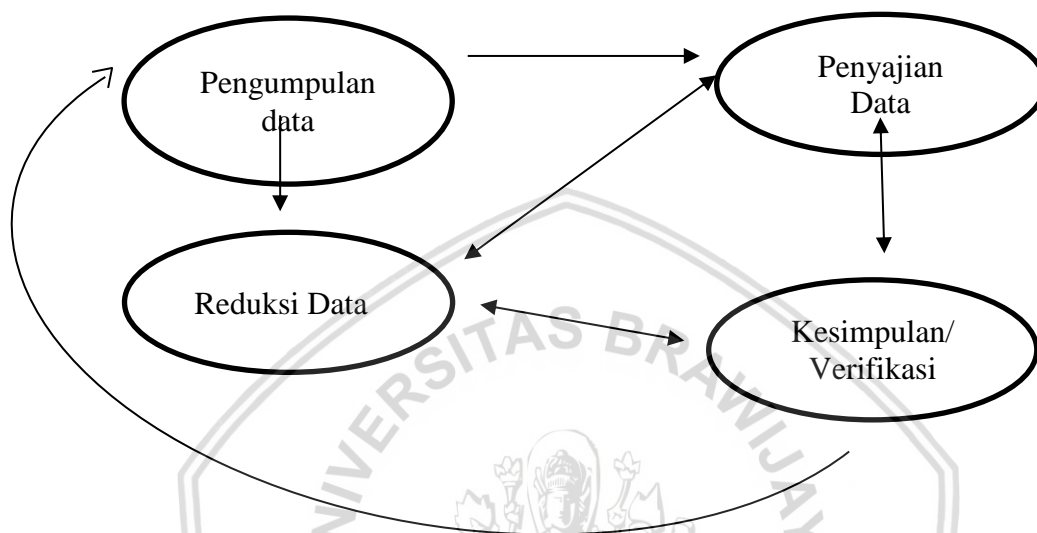 Pengumpulan
data
Penyajian
Data
Reduksi Data
Kesimpulan/
Verifikasi
UNIVERSITAS BRAWIJAYA